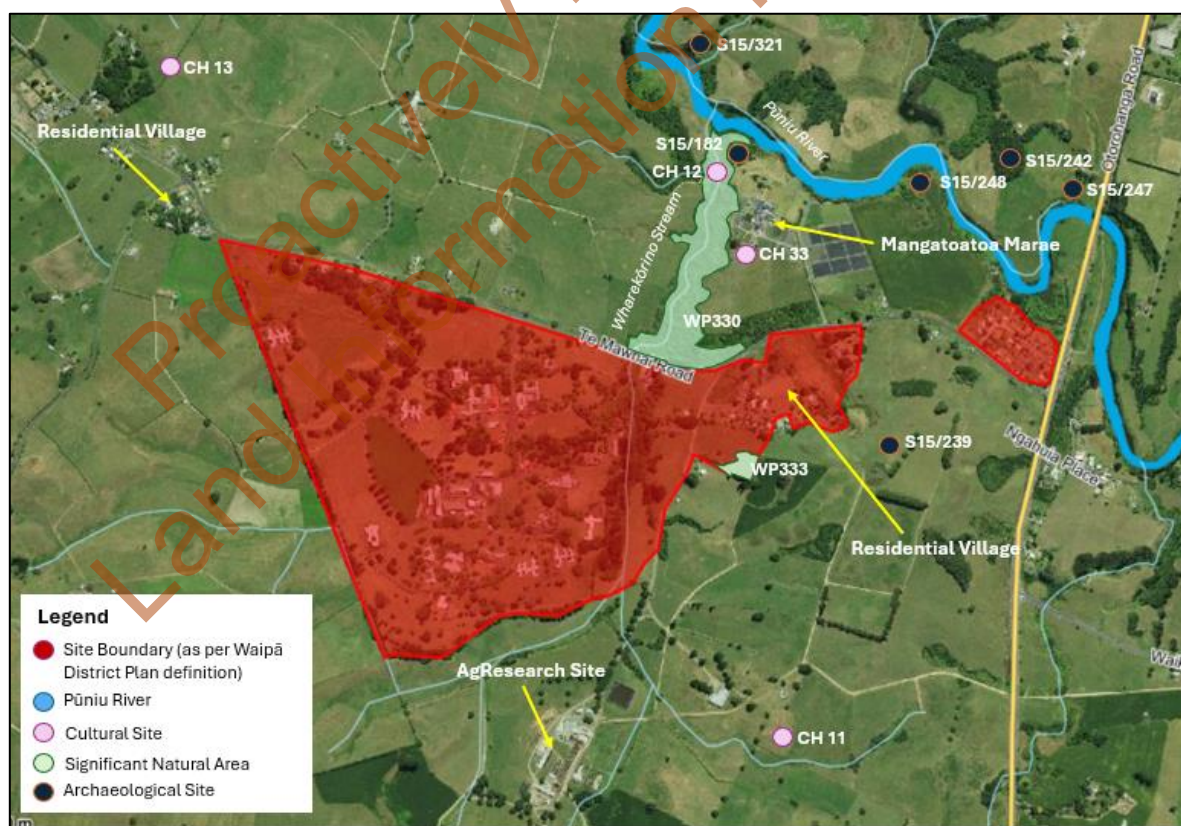 CH 13
S15/321
Residential Village
Pūniu River
Otorohanga Road
S15/182
S15/242
CH 12
S15/248
S15/247
Wharekōrino Stream
Mangatoatoa Marae
CH 33
WP330
Te Mawhai Road
S15/239
Ngahuia Place
WP333
Residential Village
AgResearch Site
CH 11
Legend
Site Boundary (as per Waipā
District Plan definition)
Pūniu River
Cultural Site
Significant Natural Area
Archaeological Site
Proactively
Land Information